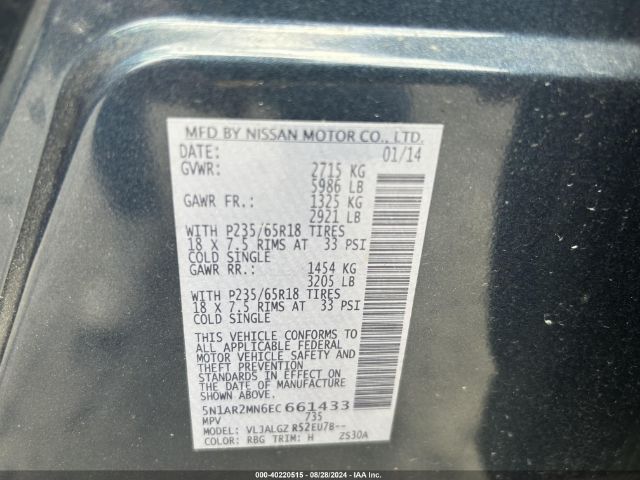 MFD BY NISSAN MOTOR CO., LTD.
DATE: 01/14
GVWR: 2715 KG
5986 LB
GAWR FR.: 1325 KG
2921 LB
WITH P235/65R18 TIRES
18 X 7.5 RIMS AT 33 PSI
COLD SINGLE
GAWR RR.: 1454 KG
3205 LB
WITH P235/65R18 TIRES
18 X 7.5 RIMS AT 33 PSI
COLD SINGLE
THIS VEHICLE CONFORMS TO
ALL APPLICABLE FEDERAL
MOTOR VEHICLE SAFETY AND
THEFT PREVENTION
STANDARDS IN EFFECT ON
THE DATE OF MANUFACTURE
SHOWN ABOVE.
5N1AR2MN6EC 661433
MPV 735
MODEL: VLJALGZ R52EU7B--
COLOR: RBG TRIM: H ZS30A
000-40220515 - 08/28/2024 - IAA Inc.